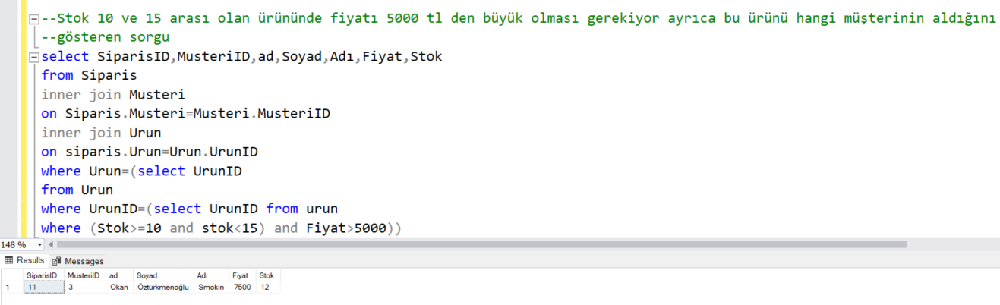 --Stok 10 ve 15 arası olan ürününde fiyatı 5000 tl den büyük olması gerekiyor ayrıca bu ürünü hangi müşterinin aldığını
--gösteren sorgu
select SiparisID,MusteriID,ad,Soyad,Adı,Fiyat,Stok
from Siparis
inner join Musteri
on Siparis.Musteri=Musteri.MusteriID
inner join Urun
on siparis.Urun=Urun.UrunID
where Urun=(select UrunID
from Urun
where UrunID=(select UrunID from urun
where (Stok>=10 and stok<15) and Fiyat>5000))
148 %
Results Messages
SiparisID MusteriID ad Soyad Adı Fiyat Stok
1 11 3 Okan Öztürkmenoğlu Smokin 7500 12